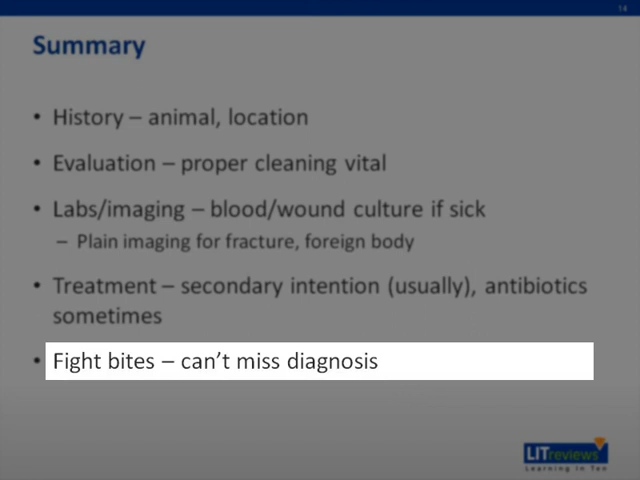 14
Summary
• History – animal, location
• Evaluation – proper cleaning vital
• Labs/imaging – blood/wound culture if sick
– Plain imaging for fracture, foreign body
• Treatment – secondary intention (usually), antibiotics
sometimes
• Fight bites – can’t miss diagnosis
LITreviews
Learning In Ten